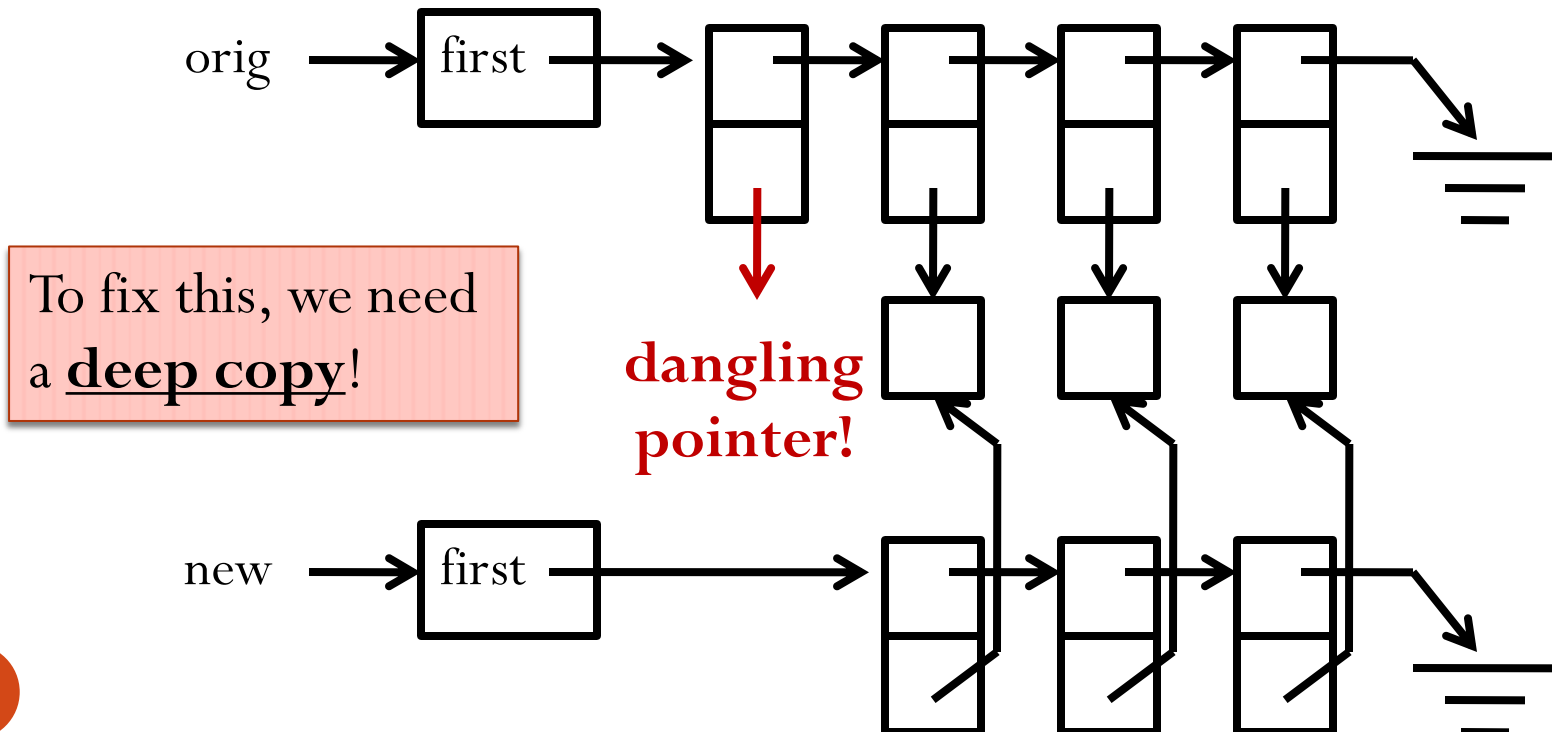 orig
first
To fix this, we need
a deep copy!
dangling
pointer!
new
first